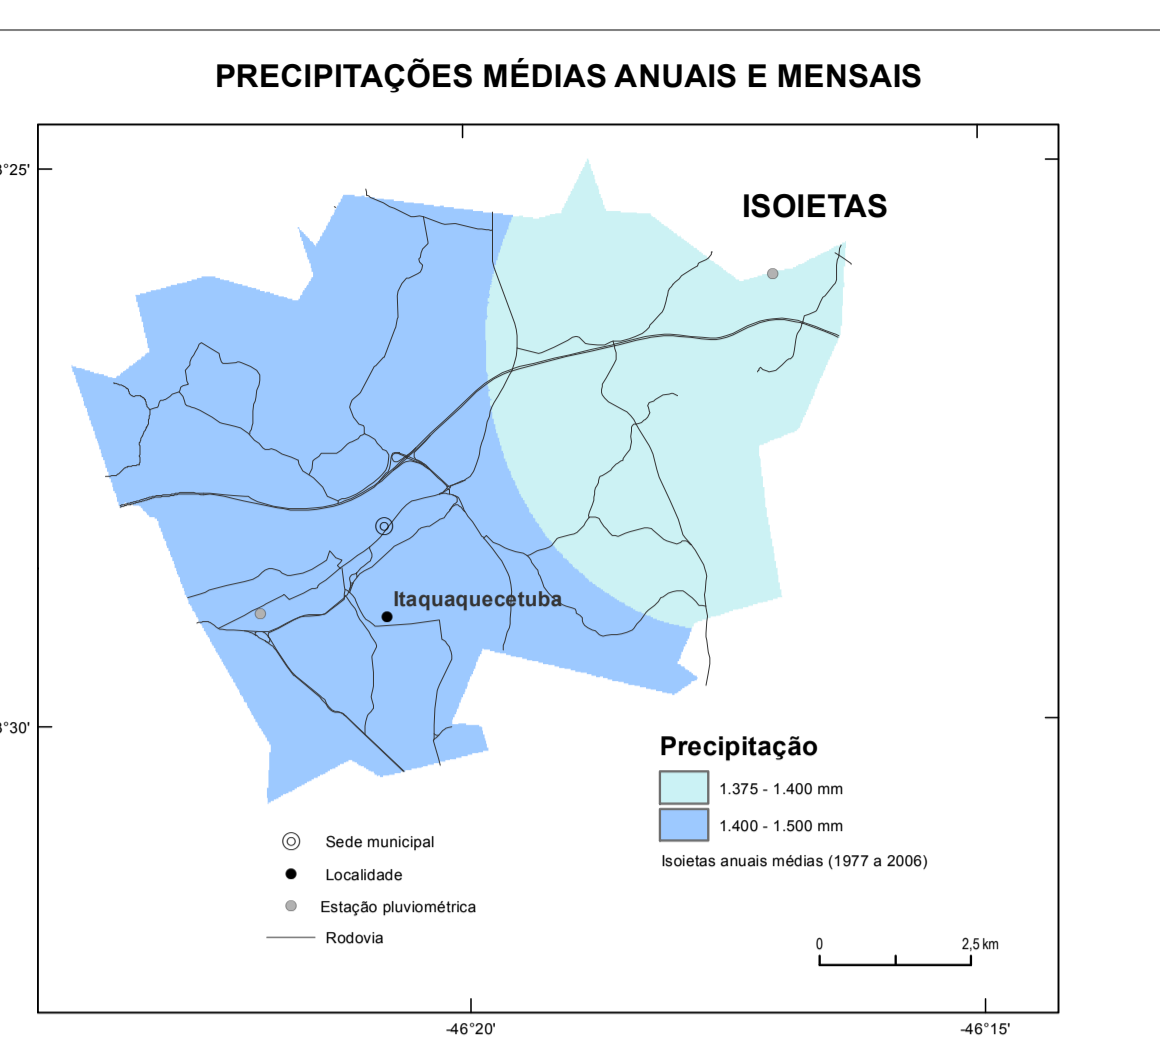 PRECIPITAÇÕES MÉDIAS ANUAIS E MENSAIS
°25'
ISOIETAS
Itaquaquecetuba
°30'
Precipitação
1.375 - 1.400 mm
1.400 - 1.500 mm
Isoietas anuais médias (1977 a 2006)
Sede municipal
Localidade
Estação pluviométrica
Rodovia
0 2,5 km
-46°20' -46°15'